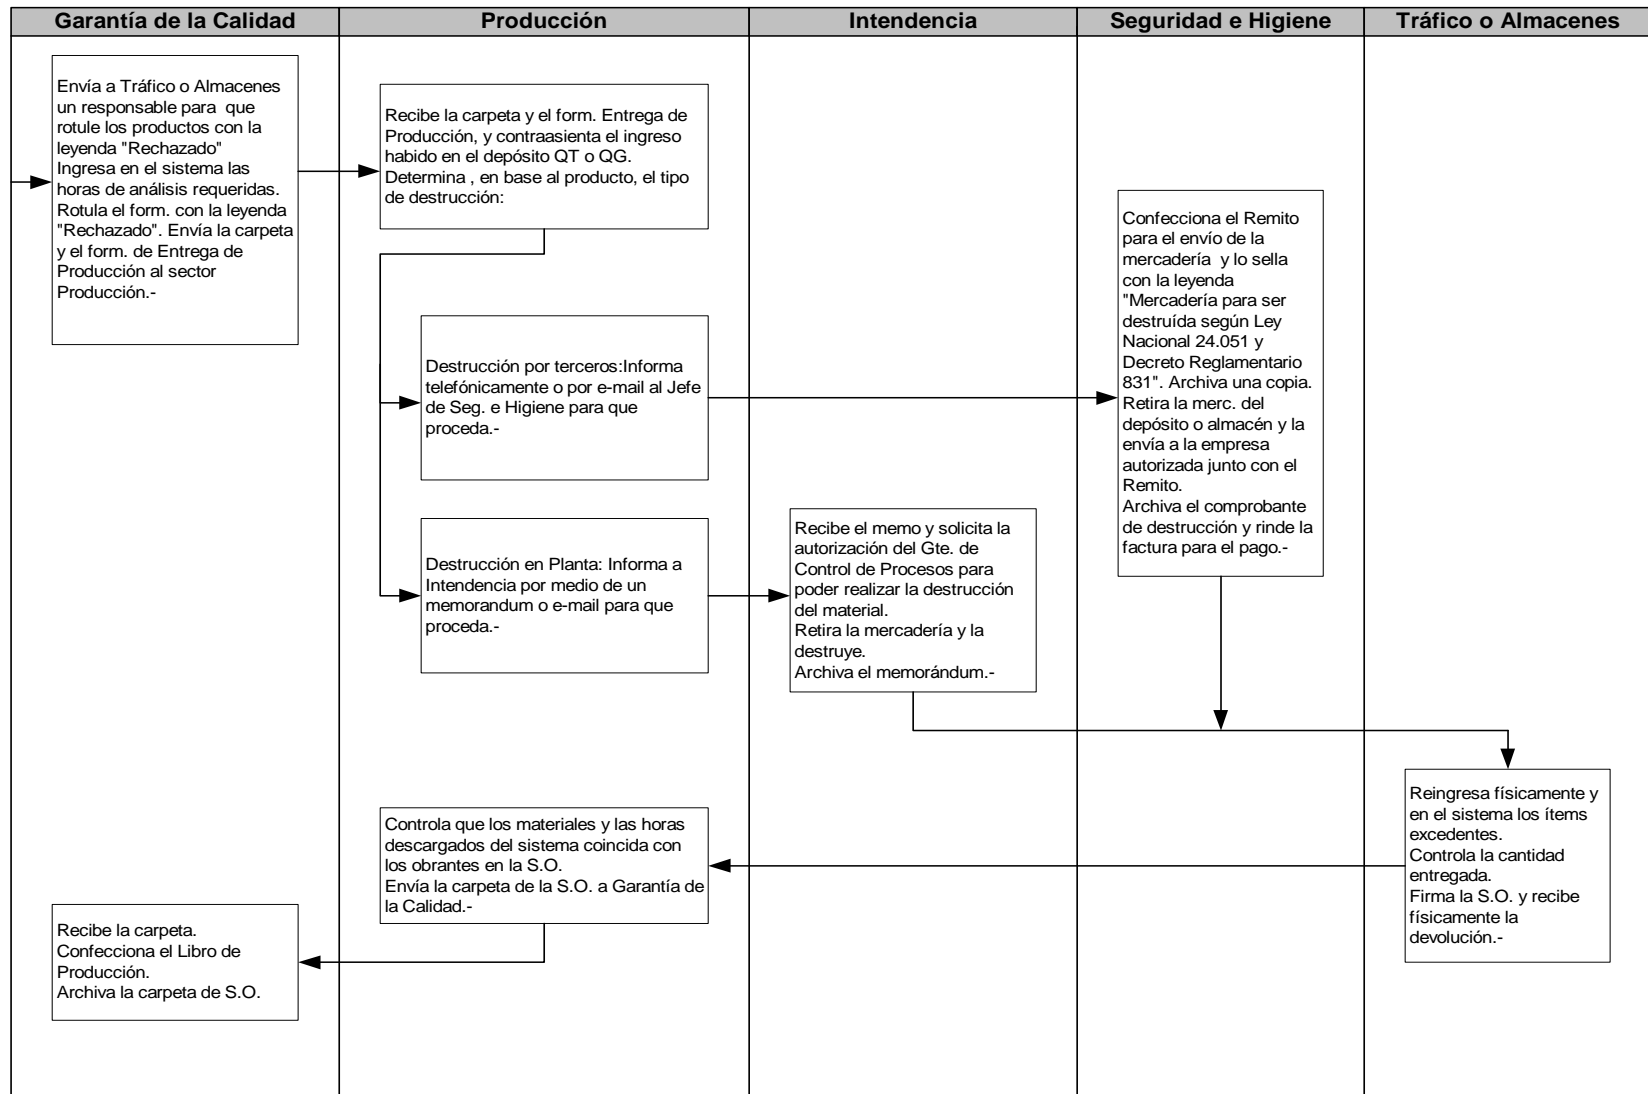 Garantía de la Calidad
Producción
Intendencia
Seguridad e Higiene
Tráfico o Almacenes
Envía a Tráfico o Almacenes
un responsable para  que
rotule los productos con la
leyenda "Rechazado"
Ingresa en el sistema las
horas de análisis requeridas.
Rotula el form. con la leyenda
"Rechazado". Envía la carpeta
y el form. de Entrega de
Producción al sector
Producción.-
Recibe la carpeta y el form. Entrega de
Producción, y contraasienta el ingreso
habido en el depósito QT o QG.
Determina , en base al producto, el tipo
de destrucción:
Destrucción por terceros:Informa
telefónicamente o por e-mail al Jefe
de Seg. e Higiene para que
proceda.-
Destrucción en Planta: Informa a
Intendencia por medio de un
memorandum o e-mail para que
proceda.-
Recibe el memo y solicita la
autorización del Gte. de
Control de Procesos para
poder realizar la destrucción
del material.
Retira la mercadería y la
destruye.
Archiva el memorándum.-
Confecciona el Remito
para el envío de la
mercadería  y lo sella
con la leyenda
"Mercadería para ser
destruída según Ley
Nacional 24.051 y
Decreto Reglamentario
831". Archiva una copia.
Retira la merc. del
depósito o almacén y la
envía a la empresa
autorizada junto con el
Remito.
Archiva el comprobante
de destrucción y rinde la
factura para el pago.-
Reingresa físicamente y
en el sistema los ítems
excedentes.
Controla la cantidad
entregada.
Firma la S.O. y recibe
físicamente la
devolución.-
Controla que los materiales y las horas
descargados del sistema coincida con
los obrantes en la S.O.
Envía la carpeta de la S.O. a Garantía de
la Calidad.-
Recibe la carpeta.
Confecciona el Libro de
Producción.
Archiva la carpeta de S.O.